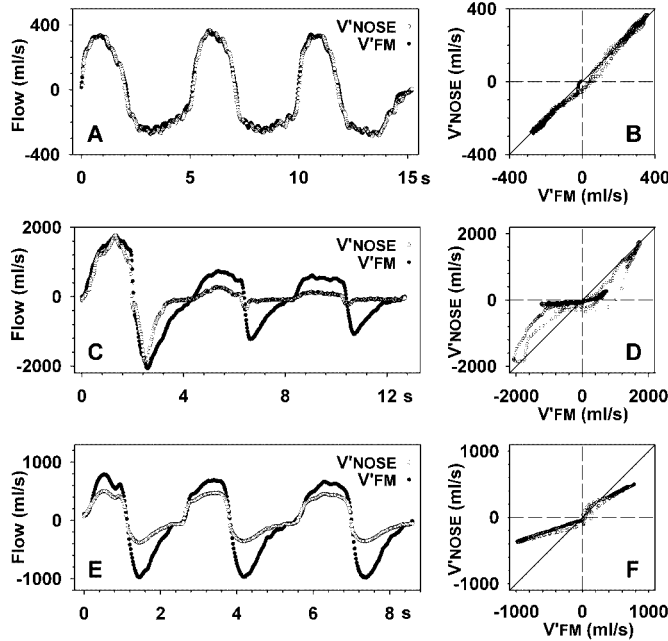 400
0
-400
Flow (ml/s)
V'NOSE
V'FM
A
0 5 10 15 s
400
0
-400
V'NOSE (ml/s)
B
-400 0 400
V'FM (ml/s)
2000
0
-2000
Flow (ml/s)
V'NOSE
V'FM
C
0 4 8 12 s
2000
0
-2000
V'NOSE (ml/s)
D
-2000 0 2000
V'FM (ml/s)
1000
0
-1000
Flow (ml/s)
V'NOSE
V'FM
E
0 2 4 6 8 s
1000
0
-1000
V'NOSE (ml/s)
F
-1000 0 1000
V'FM (ml/s)